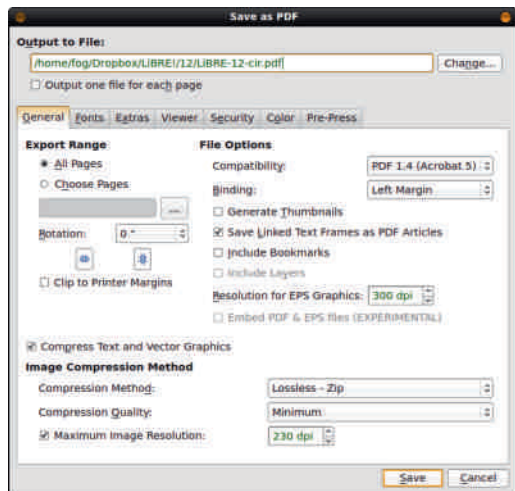 Save as PDF
Output to File:
/home/fog/Dropbox/LiBRE!/12/LiBRE-12-cir.pdf
Change...
Output one file for each page
General Fonts Extras Viewer Security Color Pre-Press
Export Range
All Pages
Choose Pages
...
Rotation: 0 °
Clip to Printer Margins
File Options
Compatibility: PDF 1.4 (Acrobat 5)
Binding: Left Margin
Generate Thumbnails
Save Linked Text Frames as PDF Articles
Include Bookmarks
Include Layers
Resolution for EPS Graphics: 300 dpi
Embed PDF & EPS files (EXPERIMENTAL)
Compress Text and Vector Graphics
Image Compression Method
Compression Method: Lossless - Zip
Compression Quality: Minimum
Maximum Image Resolution: 230 dpi
Save Cancel